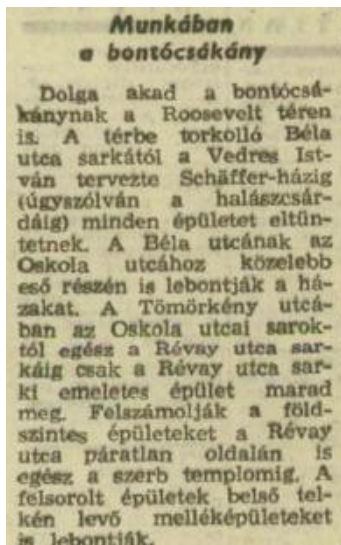 Munkában
a bontócsákány
Dolga akad a bontócsá-
kánynak a Roosevelt téren
is. A térbe torkolló Béla
utca sarkától a Vedres Ist-
ván tervezte Schäffer-házig
(úgyszólván a halászcsár-
dáig) minden épületet eltün-
tetnek. A Béla utcának az
Oskola utcához közelebb
eső részén is lebontják a há-
zakat. A Tömörkény utcá-
ban az Oskola utcai sarok-
tól egész a Révay utca sar-
káig csak a Révay utca sar-
ki emeletes épület marad
meg. Felszámolják a föld-
szintes épületeket a Révay
utca páratlan oldalán is
egész a szerb templomig. A
felsorolt épületek belső tel-
kén levő melléképületeket
is lebontják.